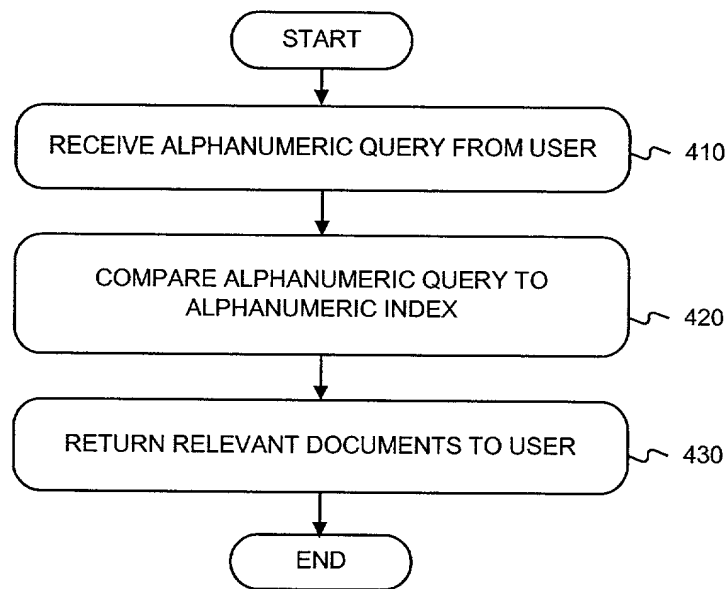 START
RECEIVE ALPHANUMERIC QUERY FROM USER
410
COMPARE ALPHANUMERIC QUERY TO
ALPHANUMERIC INDEX
420
RETURN RELEVANT DOCUMENTS TO USER
430
END